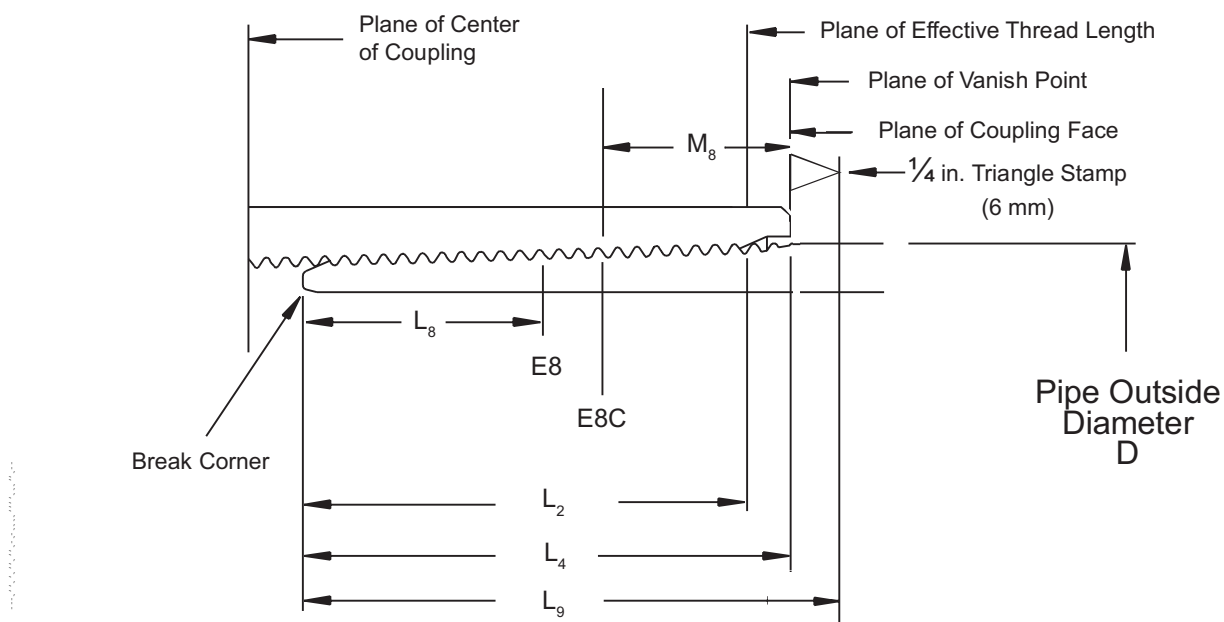 Plane of Center
of Coupling
Plane of Effective Thread Length
Plane of Vanish Point
Plane of Coupling Face
M₈
¼ in. Triangle Stamp
(6 mm)
L₈
E8
E8C
Pipe Outside
Diameter
D
Break Corner
L₂
L₄
L₉